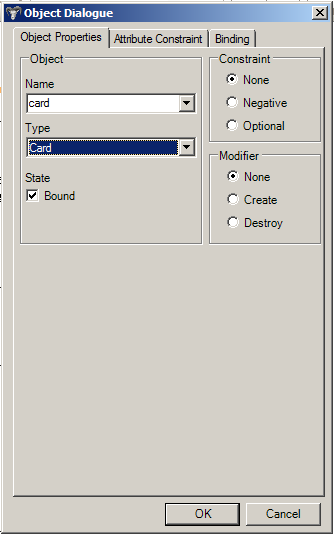 Object Dialogue
Object Properties
Attribute Constraint
Binding
Object
Name
card
Type
Card
State
Bound
Constraint
None
Negative
Optional
Modifier
None
Create
Destroy
OK
Cancel